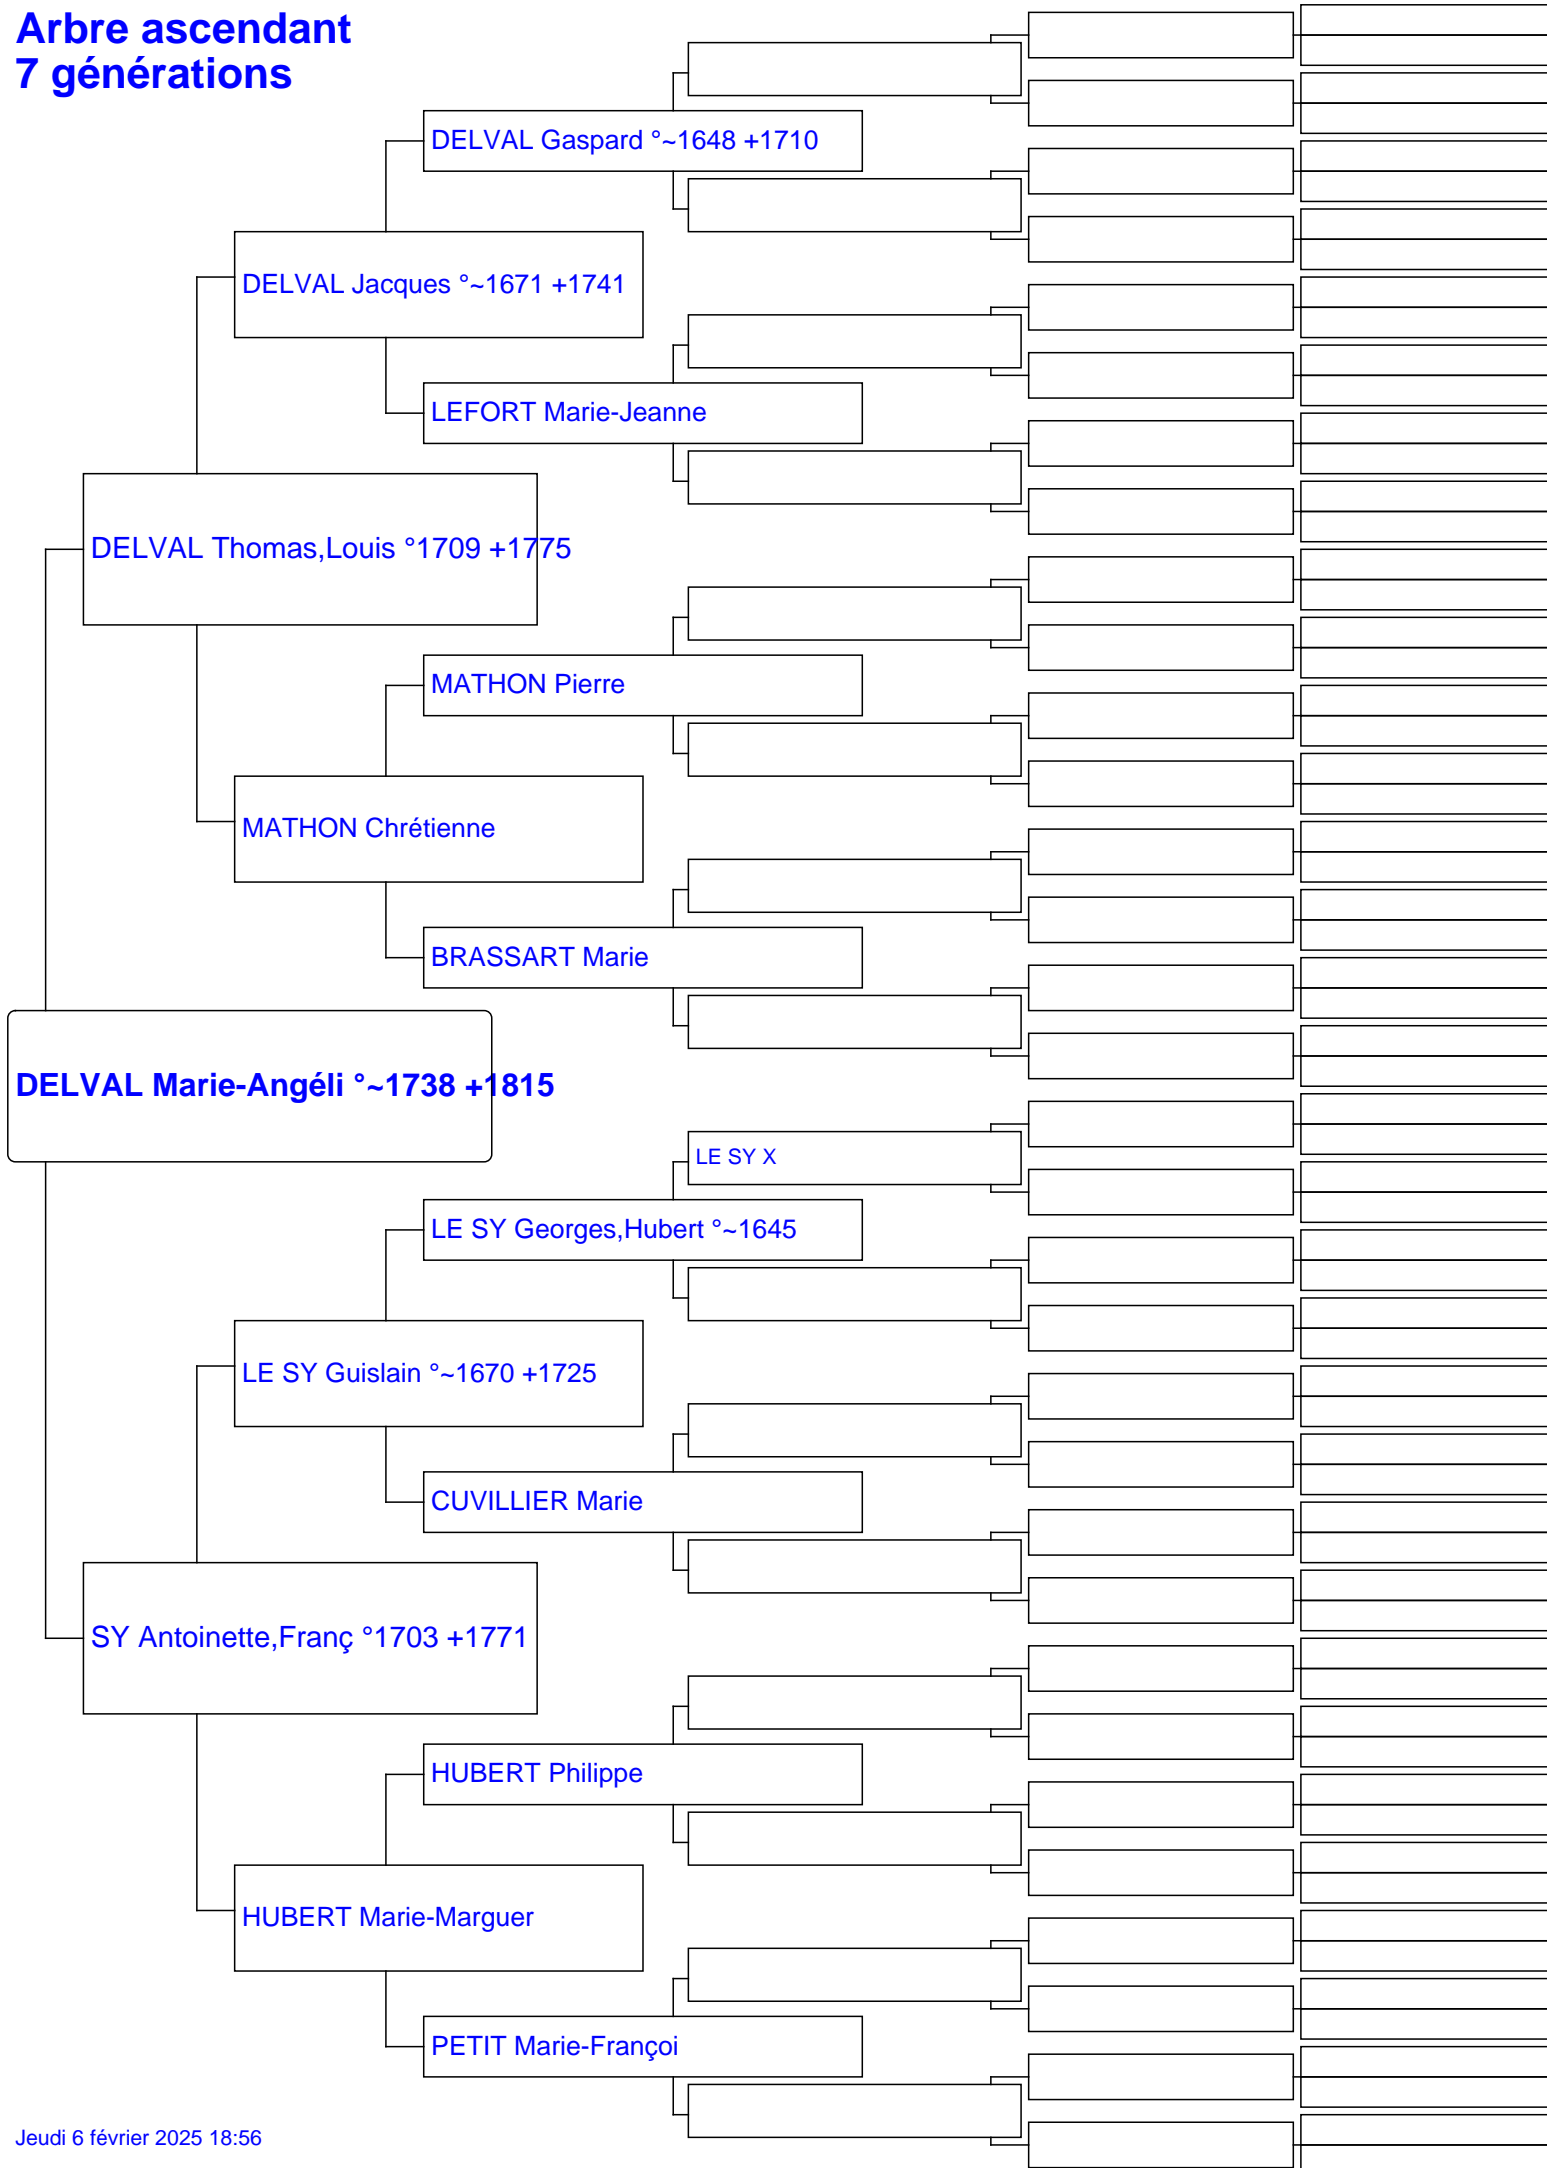 Arbre ascendant
7 générations
DELVAL Gaspard °~1648 +1710
DELVAL Jacques °~1671 +1741
LEFORT Marie-Jeanne
DELVAL Thomas,Louis °1709 +1775
MATHON Pierre
MATHON Chrétienne
BRASSART Marie
DELVAL Marie-Angéli °~1738 +1815
LE SY X
LE SY Georges,Hubert °~1645
LE SY Guislain °~1670 +1725
CUVILLIER Marie
SY Antoinette,Franç °1703 +1771
HUBERT Philippe
HUBERT Marie-Marguer
PETIT Marie-Françoi
Jeudi 6 février 2025 18:56